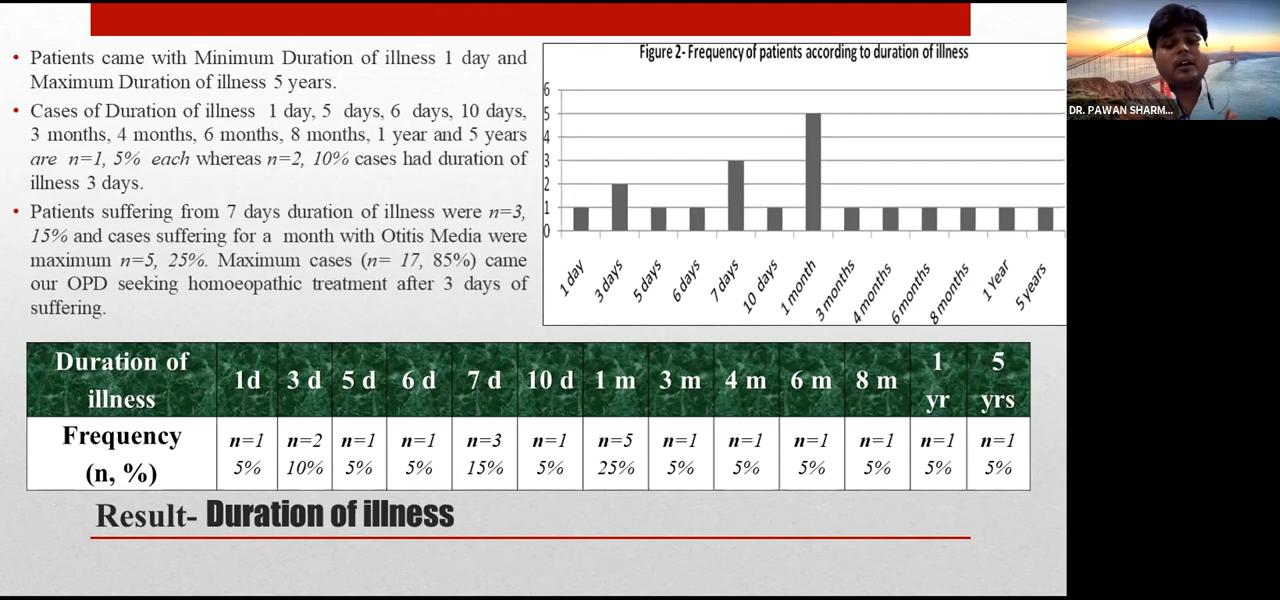 Patients came with Minimum Duration of illness 1 day and
Maximum Duration of illness 5 years.
Cases of Duration of illness 1 day, 5 days, 6 days, 10 days,
3 months, 4 months, 6 months, 8 months, 1 year and 5 years
are n=1, 5% each whereas n=2, 10% cases had duration of
illness 3 days.
Patients suffering from 7 days duration of illness were n=3,
15% and cases suffering for a month with Otitis Media were
maximum n=5, 25%. Maximum cases (n= 17, 85%) came
our OPD seeking homoeopathic treatment after 3 days of
suffering.
Figure 2- Frequency of patients according to duration of illness
6
5
4
3
2
1
0
1 day
3 days
5 days
6 days
7 days
10 days
1 month
3 months
4 months
6 months
8 months
1 Year
5 years
DR. PAWAN SHARM...
Duration of illness 1d 3 d 5 d 6 d 7 d 10 d 1 m 3 m 4 m 6 m 8 m 1 yr 5 yrs
Frequency n=1 n=2 n=1 n=1 n=3 n=1 n=5 n=1 n=1 n=1 n=1 n=1 n=1
(n, %) 5% 10% 5% 5% 15% 5% 25% 5% 5% 5% 5% 5% 5%
Result- Duration of illness